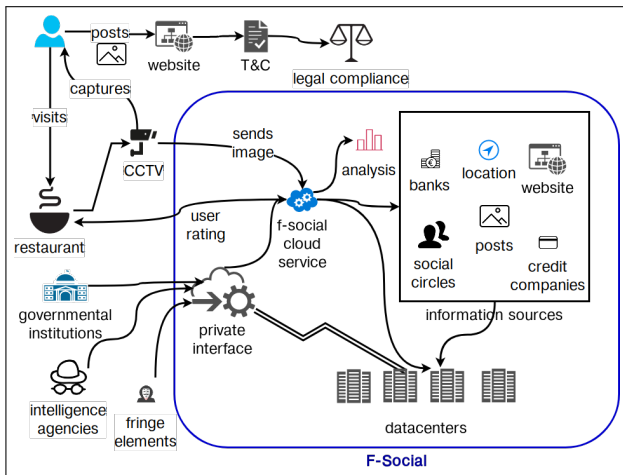 posts
website
T&C
legal compliance
captures
visits
CCTV
sends
image
analysis
banks
location
website
restaurant
user
rating
f-social
cloud
service
social
circles
posts
credit
companies
information sources
governmental
institutions
private
interface
intelligence
agencies
fringe
elements
datacenters
F-Social